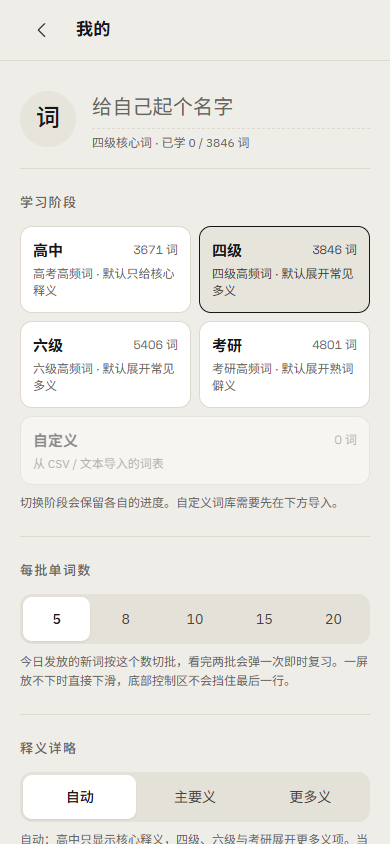 我的
词
给自己起个名字
四级核心词 · 已学 0 / 3846 词
学习阶段
高中 3671 词
高考高频词 · 默认只给核心
释义
四级 3846 词
四级高频词 · 默认展开常见
多义
六级 5406 词
六级高频词 · 默认展开常见
多义
考研 4801 词
考研高频词 · 默认展开熟词
僻义
自定义 0 词
从 CSV / 文本导入的词表
切换阶段会保留各自的进度。自定义词库需要先在下方导入。
每批单词数
5 8 10 15 20
今日发放的新词按这个数切批，看完两批会弹一次即时复习。一屏
放不下时直接下滑，底部控制区不会挡住最后一行。
释义详略
自动 主要义 更多义
自动：高中只显示核心释义，四级、六级与考研展开更多义项。当